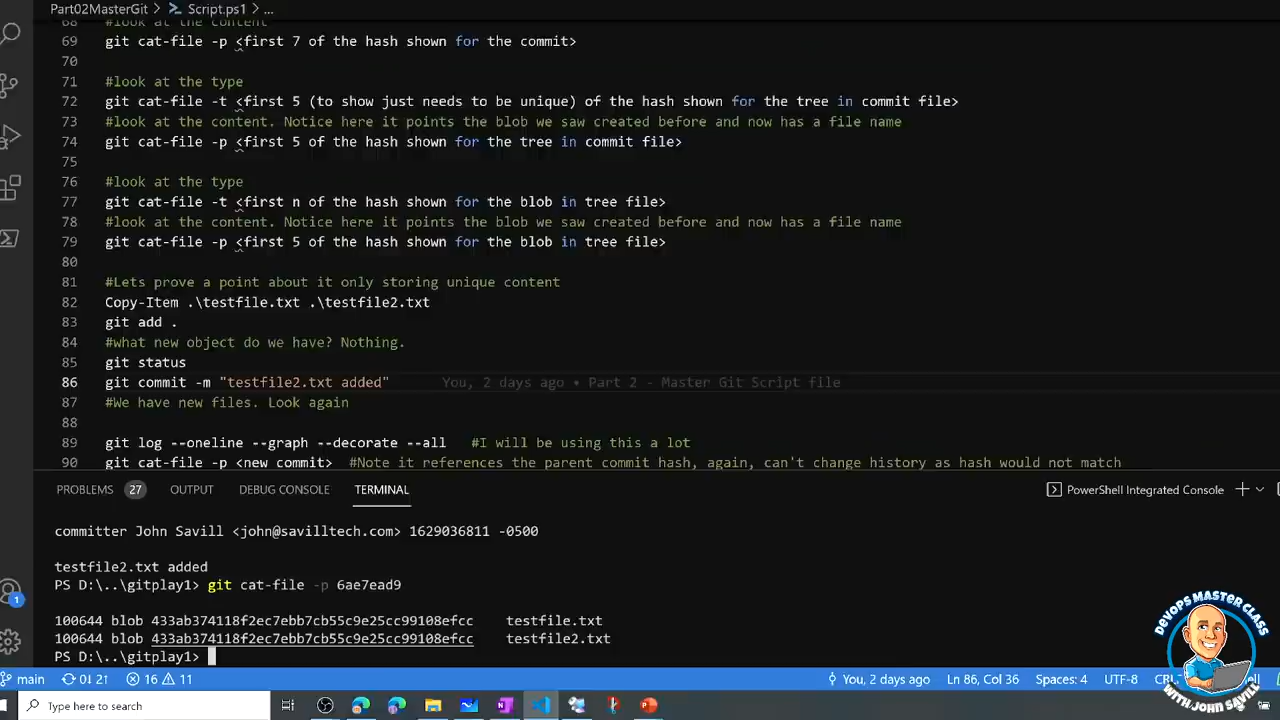 Part02MasterGit > Script.ps1 > ...
68 #look at the content
69 git cat-file -p <first 7 of the hash shown for the commit>
70
71 #look at the type
72 git cat-file -t <first 5 (to show just needs to be unique) of the hash shown for the tree in commit file>
73 #look at the content. Notice here it points the blob we saw created before and now has a file name
74 git cat-file -p <first 5 of the hash shown for the tree in commit file>
75
76 #look at the type
77 git cat-file -t <first n of the hash shown for the blob in tree file>
78 #look at the content. Notice here it points the blob we saw created before and now has a file name
79 git cat-file -p <first 5 of the hash shown for the blob in tree file>
80
81 #Lets prove a point about it only storing unique content
82 Copy-Item .\testfile.txt .\testfile2.txt
83 git add .
84 #what new object do we have? Nothing.
85 git status
86 git commit -m "testfile2.txt added" You, 2 days ago • Part 2 - Master Git Script file
87 #We have new files. Look again
88
89 git log --oneline --graph --decorate --all #I will be using this a lot
90 git cat-file -p <new commit> #Note it references the parent commit hash, again, can't change history as hash would not match
PROBLEMS 27 OUTPUT DEBUG CONSOLE TERMINAL PowerShell Integrated Console
committer John Savill <john@savilltech.com> 1629036811 -0500
testfile2.txt added
PS D:\..\gitplay1> git cat-file -p 6ae7ead9
100644 blob 433ab374118f2ec7ebb7cb55c9e25cc99108efcc testfile.txt
100644 blob 433ab374118f2ec7ebb7cb55c9e25cc99108efcc testfile2.txt
PS D:\..\gitplay1>
1
DEVOPS MASTER CLASS
WITH JOHN SAVILL
main 0↓ 2↑ 16 11 You, 2 days ago Ln 86, Col 36 Spaces: 4 UTF-8
Type here to search